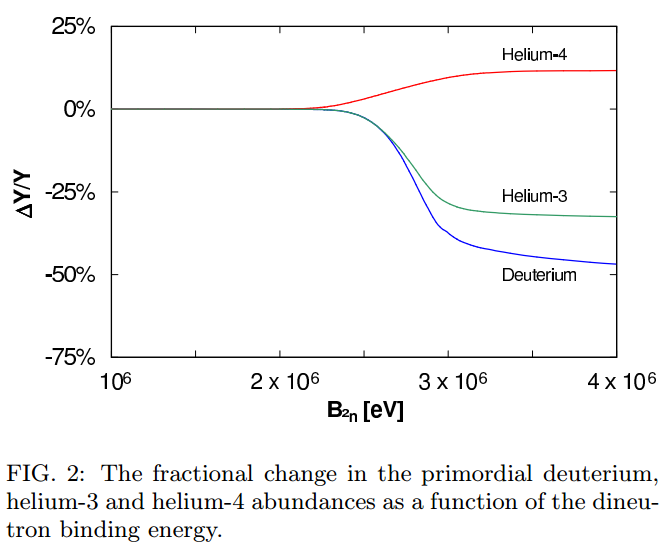 25%
Helium-4
0%
ΔY/Y
-25%
Helium-3
-50%
Deuterium
-75%
10⁶
2 x 10⁶
3 x 10⁶
4 x 10⁶
B₂ₙ [eV]
FIG. 2: The fractional change in the primordial deuterium,
helium-3 and helium-4 abundances as a function of the dineu-
tron binding energy.